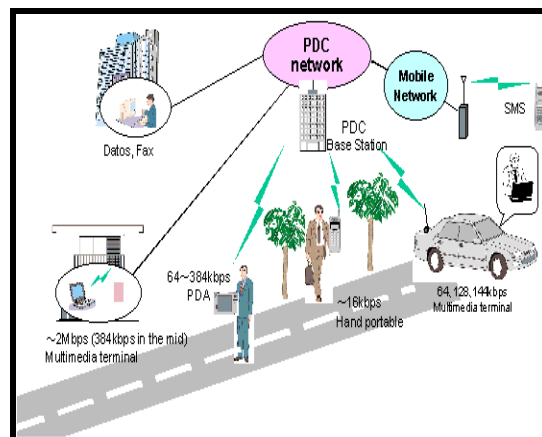 PDC
network
Mobile
Network
SMS
PDC
Base Station
Datos, Fax
64~384kbps
PDA
~16kbps
Hand portable
64,128,144kbps
Multimedia terminal
~2Mbps (384kbps in the mid)
Multimedia terminal